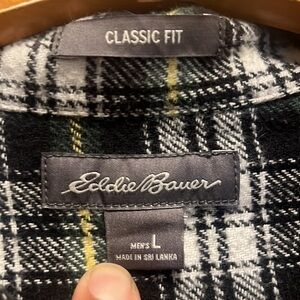 CLASSIC FIT
Eddie Bauer
MEN'S L
MADE IN SRI LANKA